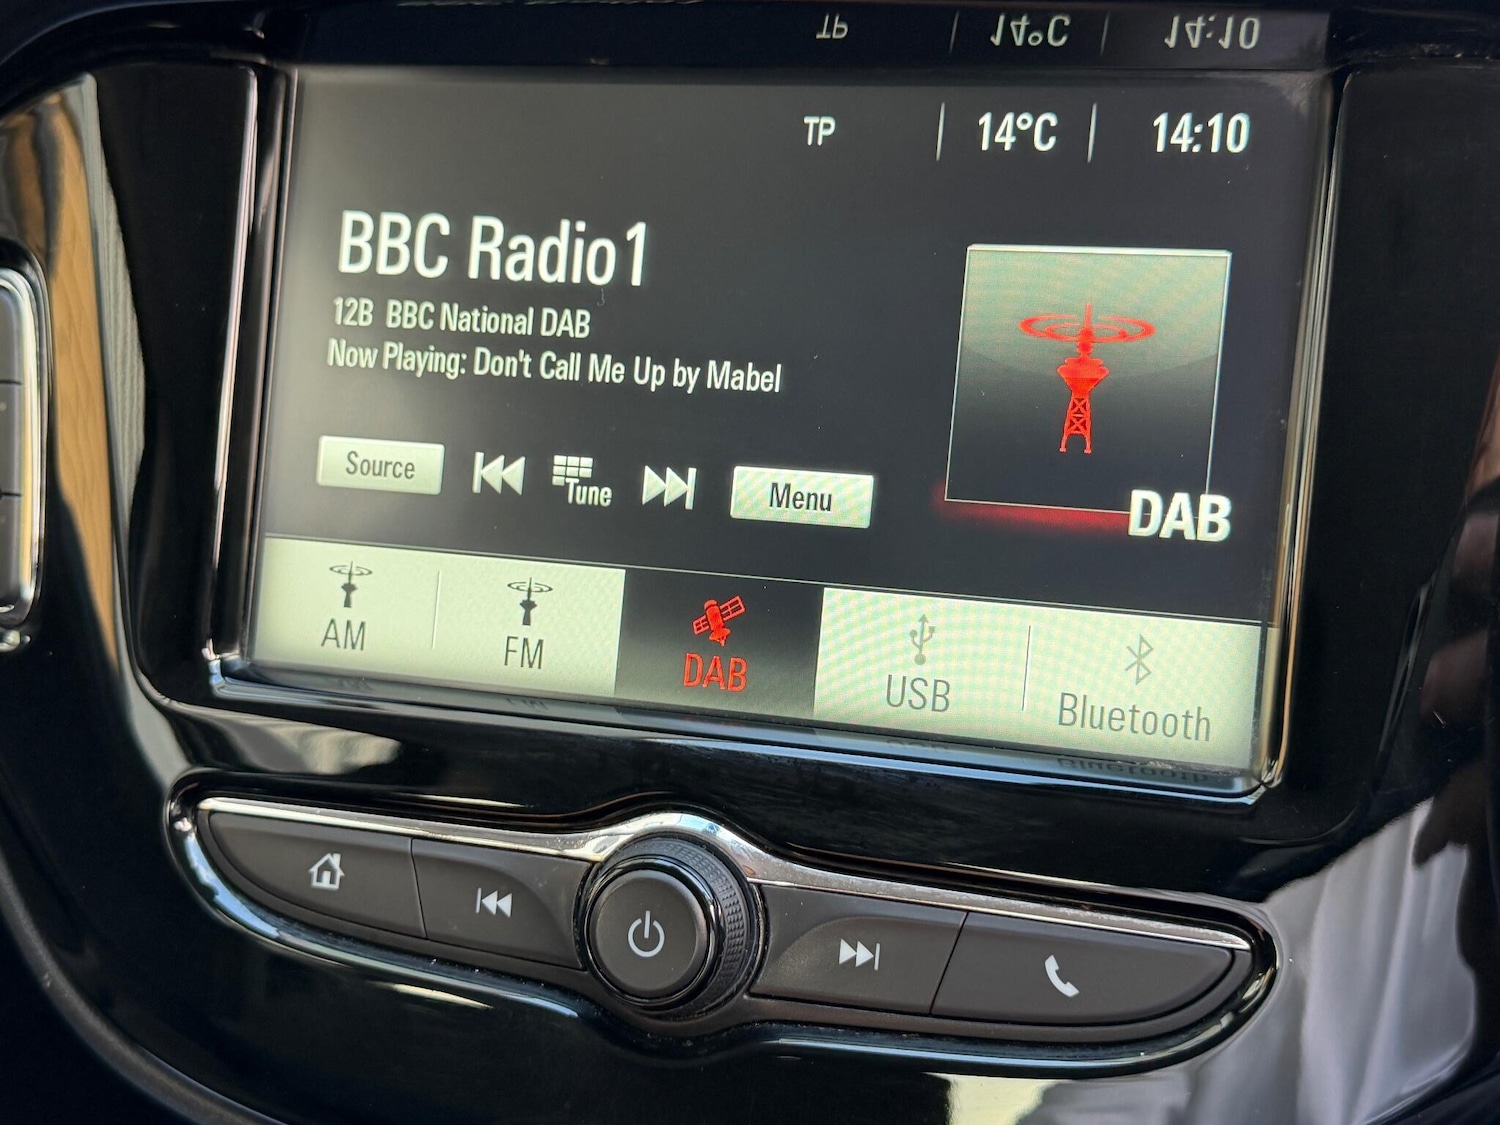 TP 14°C 14:10
BBC Radio1
12B BBC National DAB
Now Playing: Don't Call Me Up by Mabel
Source Tune Menu
DAB
AM FM DAB USB Bluetooth